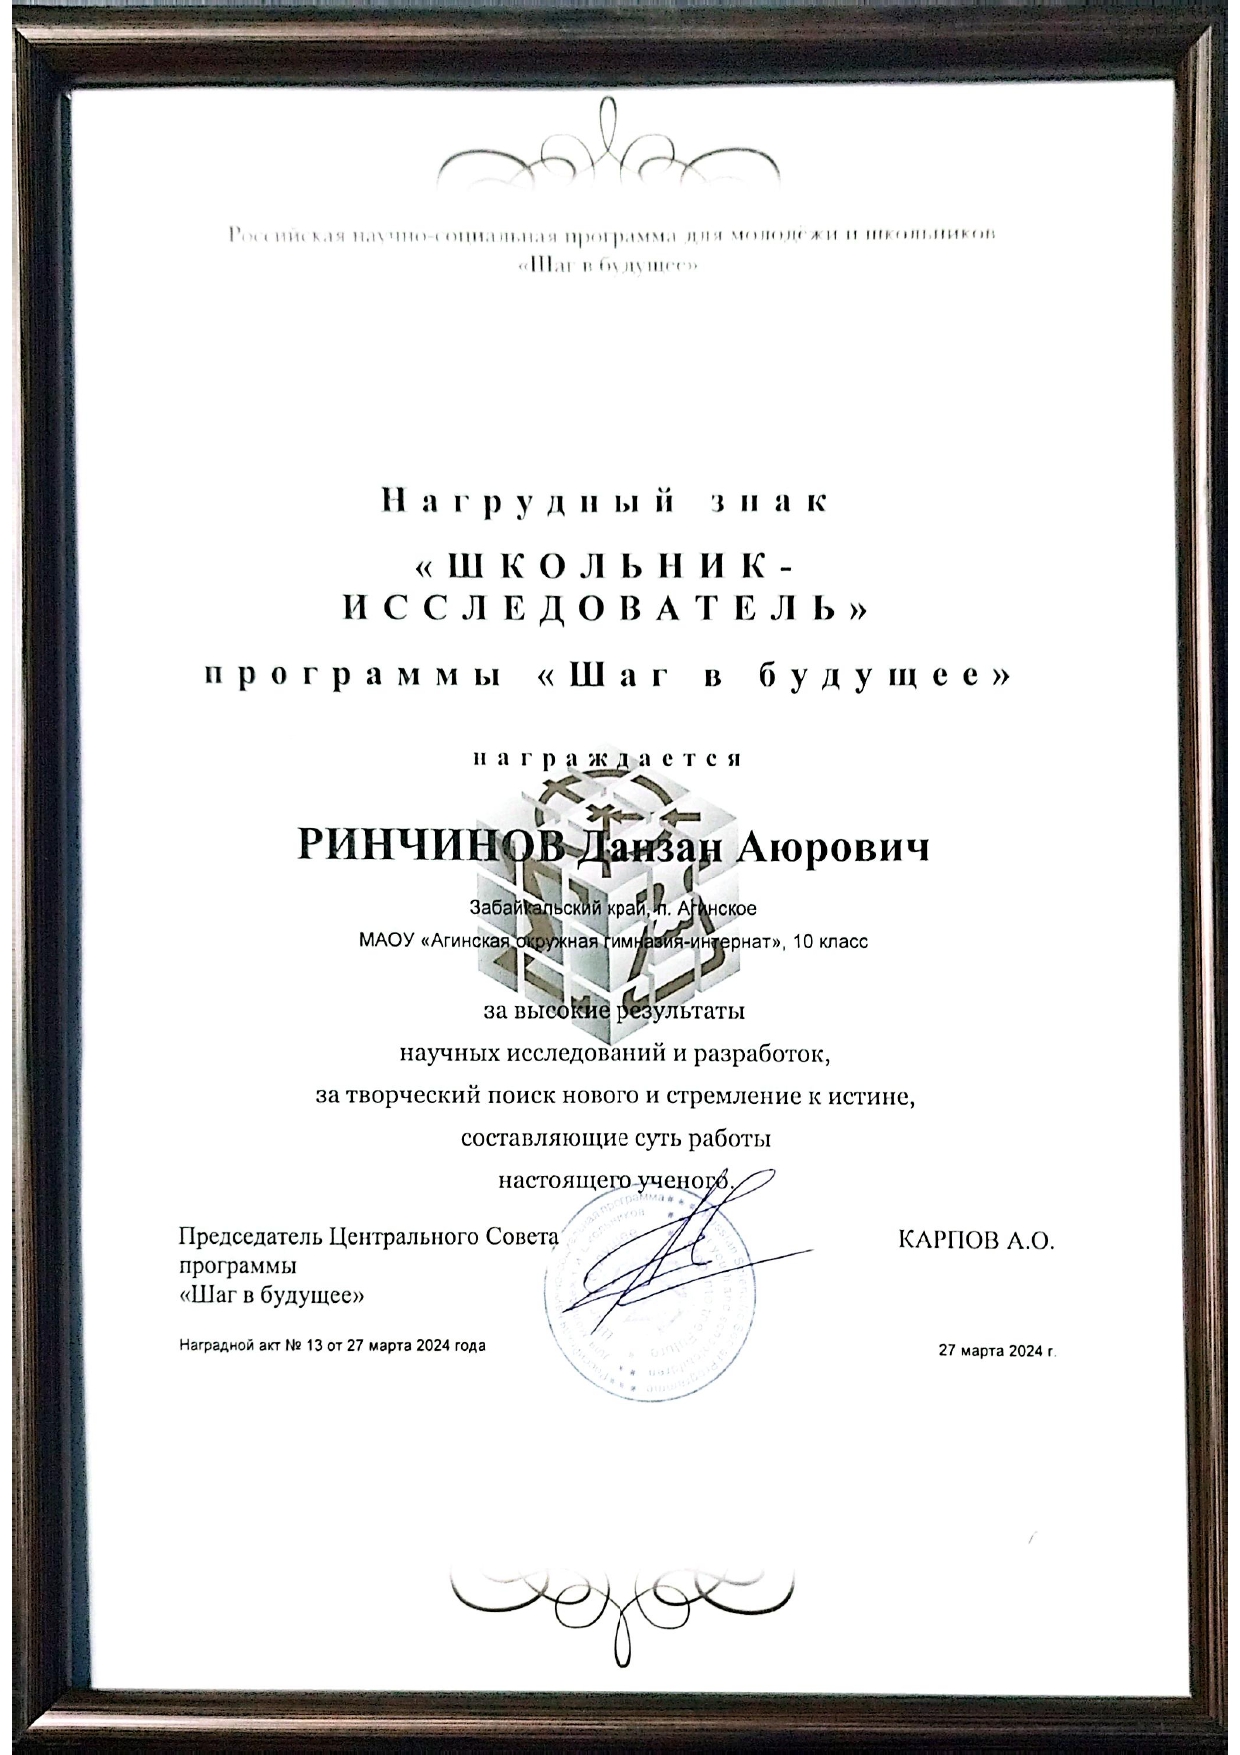 Российская научно-социальная программа для молодёжи и школьников
«Шаг в будущее»
Нагрудный знак
«ШКОЛЬНИК-
ИССЛЕДОВАТЕЛЬ»
программы «Шаг в будущее»
награждается
РИНЧИНОВ Данзан Аюрович
Забайкальский край, п. Агинское
МАОУ «Агинская окружная гимназия-интернат», 10 класс
за высокие результаты
научных исследований и разработок,
за творческий поиск нового и стремление к истине,
составляющие суть работы
настоящего ученого.
Председатель Центрального Совета
программы
«Шаг в будущее»
КАРПОВ А.О.
Наградной акт № 13 от 27 марта 2024 года
27 марта 2024 г.